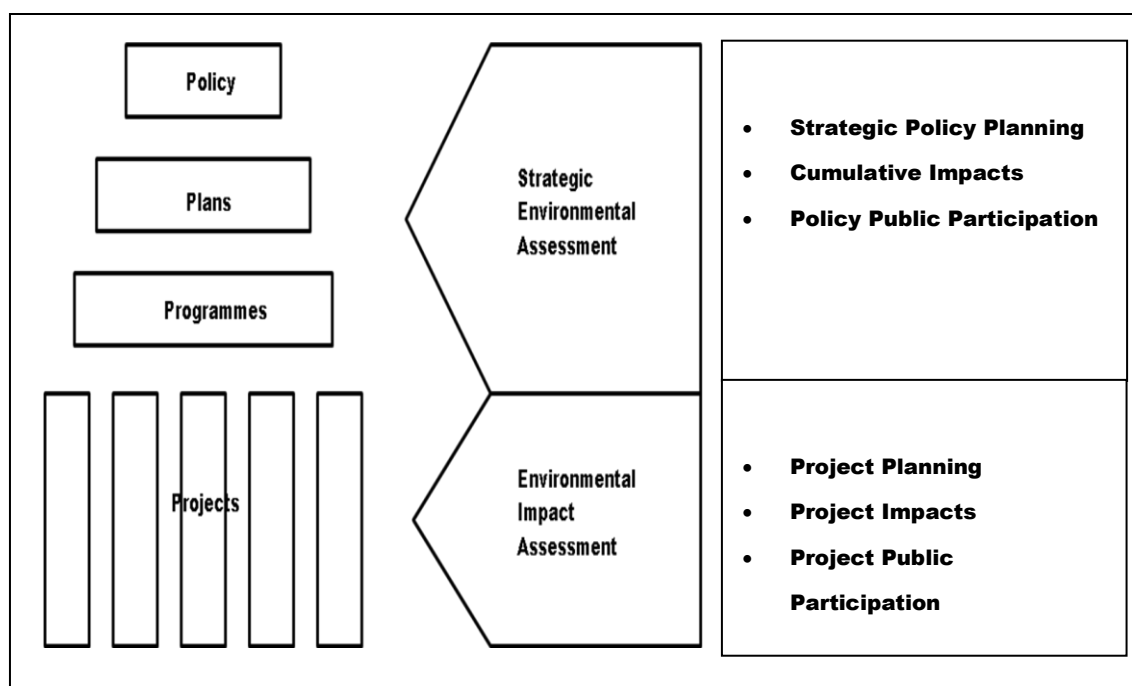 Policy
Plans
Programmes
Projects
Strategic
Environmental
Assessment
Environmental
Impact
Assessment
• Strategic Policy Planning
• Cumulative Impacts
• Policy Public Participation
• Project Planning
• Project Impacts
• Project Public
Participation